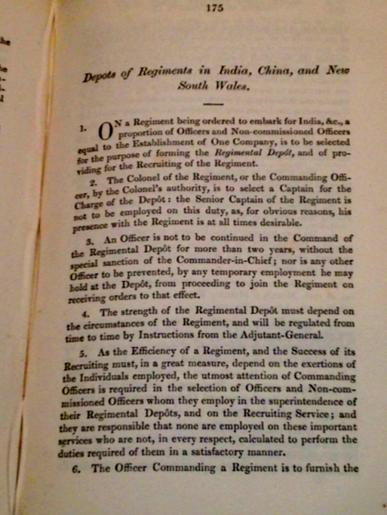 175
Depots of Regiments in India, China, and New
South Wales.
1. ON a Regiment being ordered to embark for India, &c., a
proportion of Officers and Non-commissioned Officers
equal to the Establishment of One Company, is to be selected
for the purpose of forming the Regimental Depôt, and of pro-
viding for the Recruiting of the Regiment.
2. The Colonel of the Regiment, or the Commanding Offi-
cer, by the Colonel's authority, is to select a Captain for the
Charge of the Depôt: the Senior Captain of the Regiment is
not to be employed on this duty, as, for obvious reasons, his
presence with the Regiment is at all times desirable.
3. An Officer is not to be continued in the Command of
the Regimental Depôt for more than two years, without the
special sanction of the Commander-in-Chief; nor is any other
Officer to be prevented, by any temporary employment he may
hold at the Depôt, from proceeding to join the Regiment on
receiving orders to that effect.
4. The strength of the Regimental Depôt must depend on
the circumstances of the Regiment, and will be regulated from
time to time by Instructions from the Adjutant-General.
5. As the Efficiency of a Regiment, and the Success of its
Recruiting must, in a great measure, depend on the exertions of
the Individuals employed, the utmost attention of Commanding
Officers is required in the selection of Officers and Non-com-
missioned Officers whom they employ in the superintendence of
their Regimental Depôts, and on the Recruiting Service; and
they are responsible that none are employed on these important
services who are not, in every respect, calculated to perform the
duties required of them in a satisfactory manner.
6. The Officer Commanding a Regiment is to furnish the